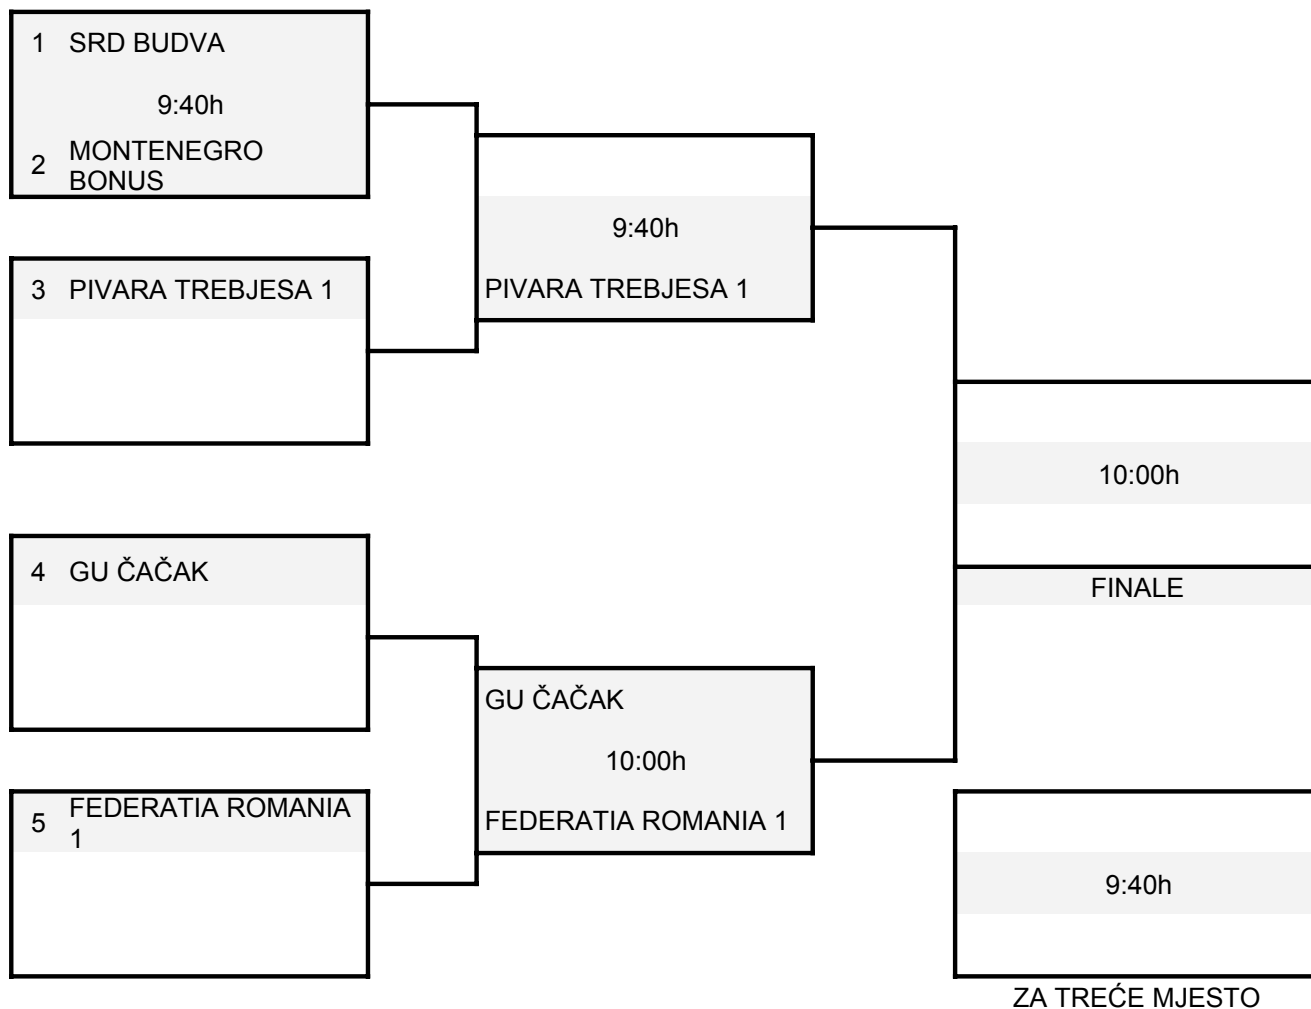 1 SRD BUDVA
9:40h
2 MONTENEGRO
BONUS
3 PIVARA TREBJESA 1
9:40h
PIVARA TREBJESA 1
10:00h
FINALE
4 GU ČAČAK
GU ČAČAK
10:00h
FEDERATIA ROMANIA 1
5 FEDERATIA ROMANIA
1
9:40h
ZA TREĆE MJESTO